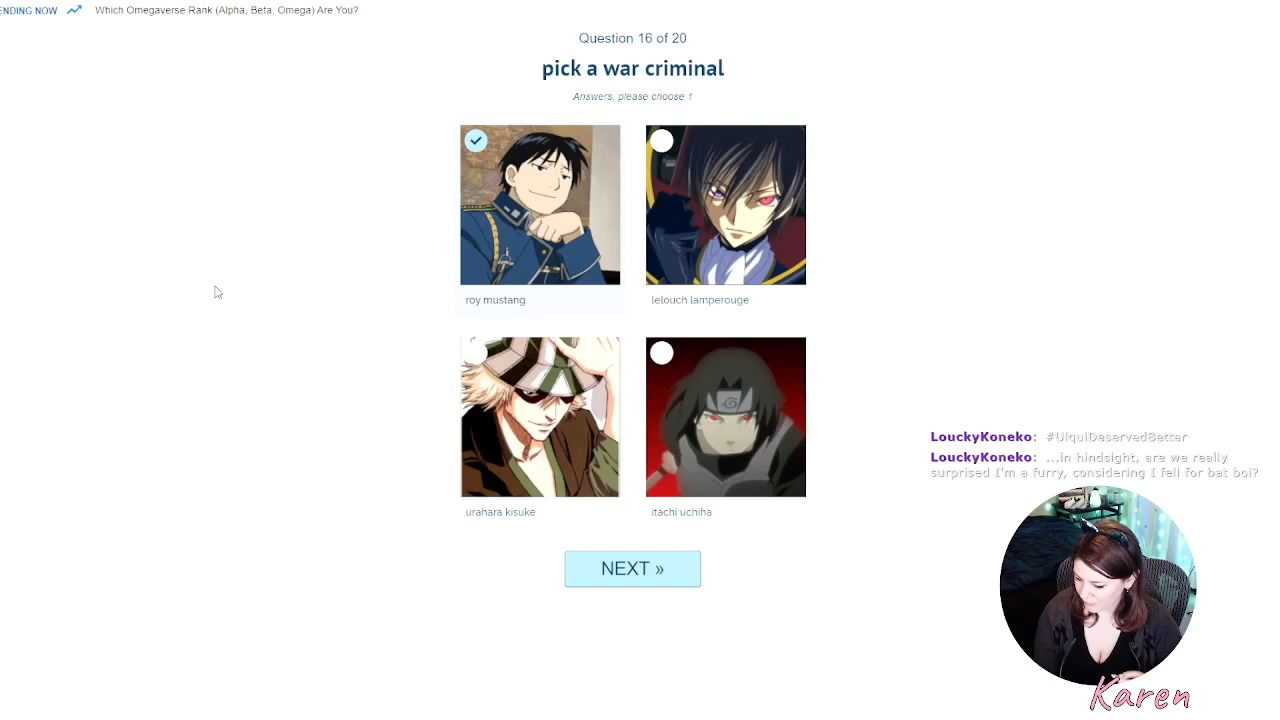 ENDING NOW Which Omegaverse Rank (Alpha, Beta, Omega) Are You?
Question 16 of 20
pick a war criminal
Answers, please choose 1
roy mustang
lelouch lamperouge
urahara kisuke
itachi uchiha
NEXT »
LouckyKoneko: #UlquiDeservedBetter
LouckyKoneko: ...in hindsight, are we really
surprised I'm a furry, considering I fell for bat boi?
Karen